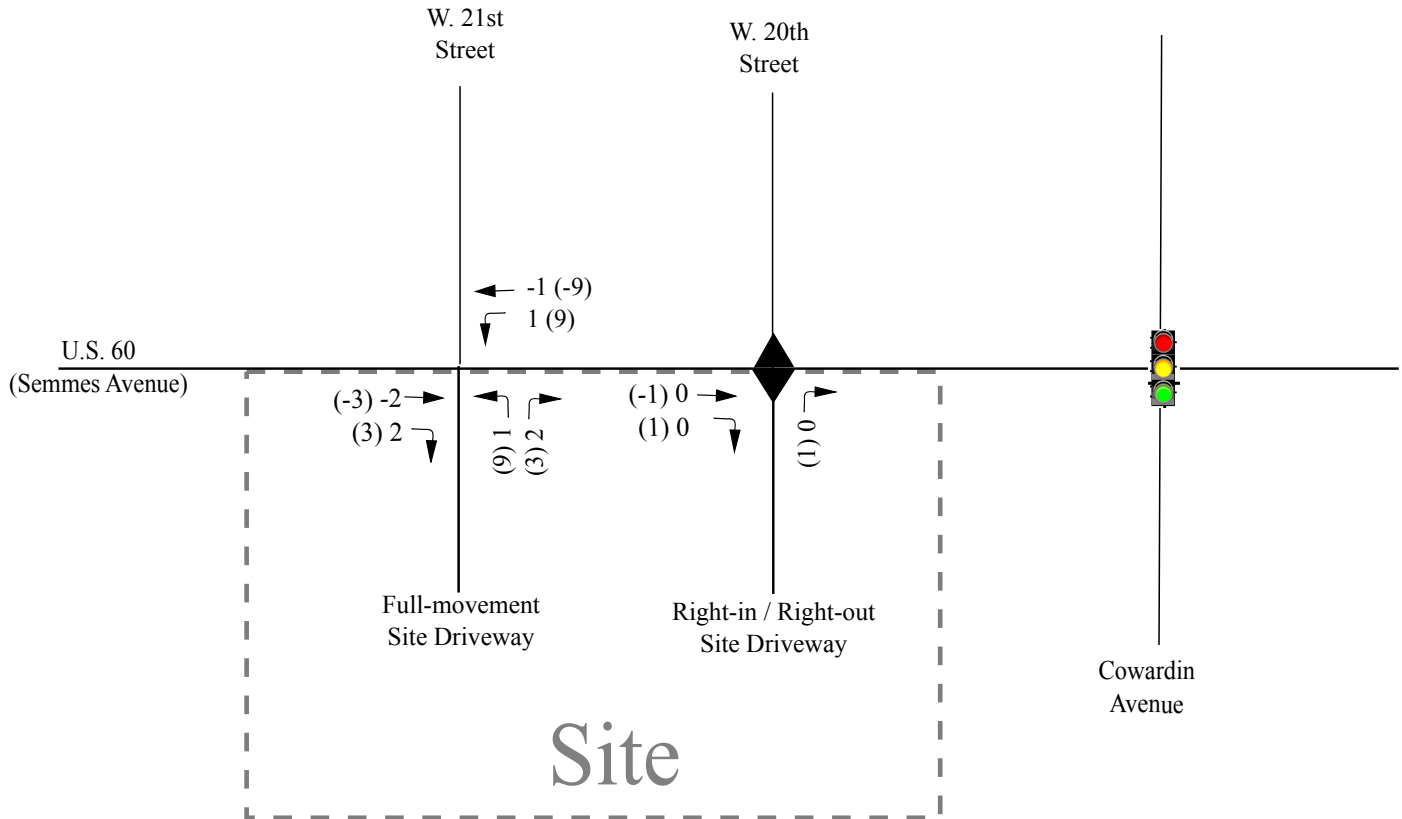 W. 21st
Street
W. 20th
Street
-1 (-9)
1 (9)
U.S. 60
(Semmes Avenue)
(-3) -2
(3) 2
(9) 1
(3) 2
(-1) 0
(1) 0
(1) 0
Full-movement
Site Driveway
Right-in / Right-out
Site Driveway
Cowardin
Avenue
Site